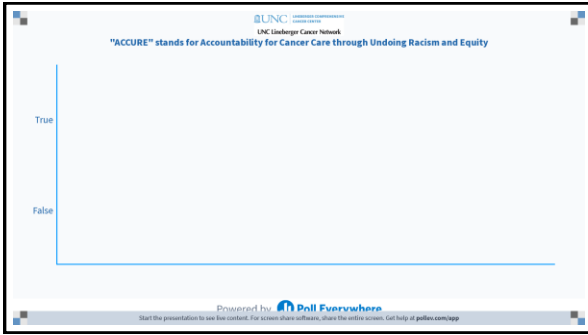 UNC LINEBERGER COMPREHENSIVE
CANCER CENTER
UNC Lineberger Cancer Network
"ACCURE" stands for Accountability for Cancer Care through Undoing Racism and Equity
True
False
Powered by Poll Everywhere
Start the presentation to see live content. For screen share software, share the entire screen. Get help at pollev.com/app